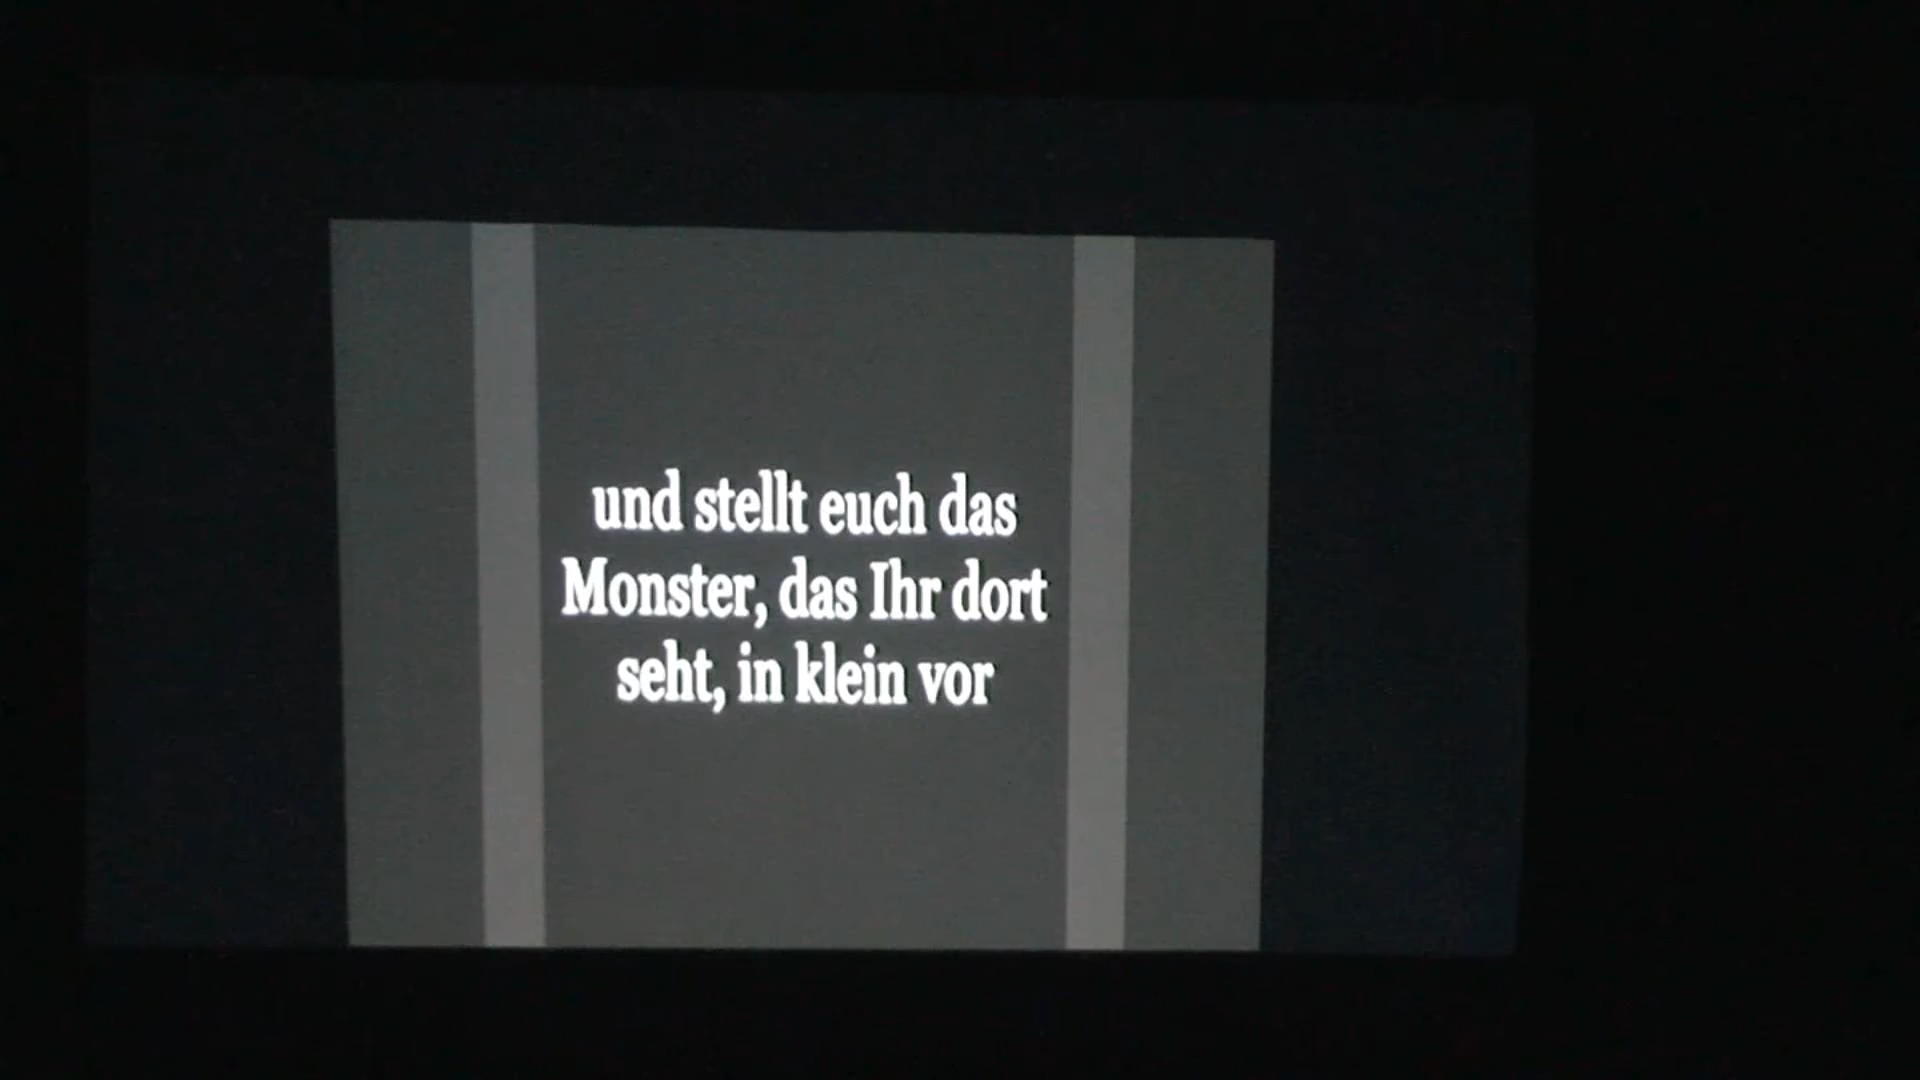 und stellt euch das
Monster, das Ihr dort
seht, in klein vor